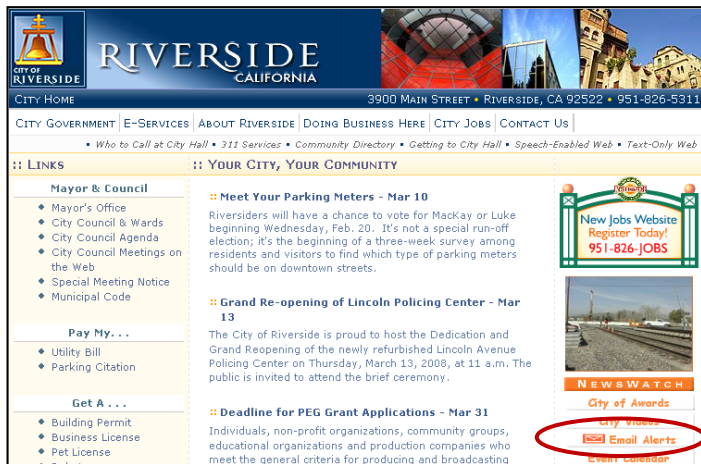 CITY OF
RIVERSIDE
RIVERSIDE
CALIFORNIA
CITY HOME
3900 MAIN STREET • RIVERSIDE, CA 92522 • 951-826-5311
CITY GOVERNMENT | E-SERVICES | ABOUT RIVERSIDE | DOING BUSINESS HERE | CITY JOBS | CONTACT US |
▪ Who to Call at City Hall ▪ 311 Services ▪ Community Directory ▪ Getting to City Hall ▪ Speech-Enabled Web ▪ Text-Only Web
:: LINKS
Mayor & Council
Mayor's Office
City Council & Wards
City Council Agenda
City Council Meetings on
the Web
Special Meeting Notice
Municipal Code
Pay My...
Utility Bill
Parking Citation
Get A ...
Building Permit
Business License
Pet License
:: YOUR CITY, YOUR COMMUNITY
:: Meet Your Parking Meters - Mar 10
Riversiders will have a chance to vote for MacKay or Luke
beginning Wednesday, Feb. 20. It's not a special run-off
election; it's the beginning of a three-week survey among
residents and visitors to find which type of parking meters
should be on downtown streets.
:: Grand Re-opening of Lincoln Policing Center - Mar
13
The City of Riverside is proud to host the Dedication and
Grand Reopening of the newly refurbished Lincoln Avenue
Policing Center on Thursday, March 13, 2008, at 11 a.m. The
public is invited to attend the brief ceremony.
:: Deadline for PEG Grant Applications - Mar 31
Individuals, non-profit organizations, community groups,
educational organizations and production companies who
meet the general criteria for producing and broadcasting
New Jobs Website
Register Today!
951-826-JOBS
NEWSWATCH
City of Awards
City Videos
Email Alerts
Event Calendar